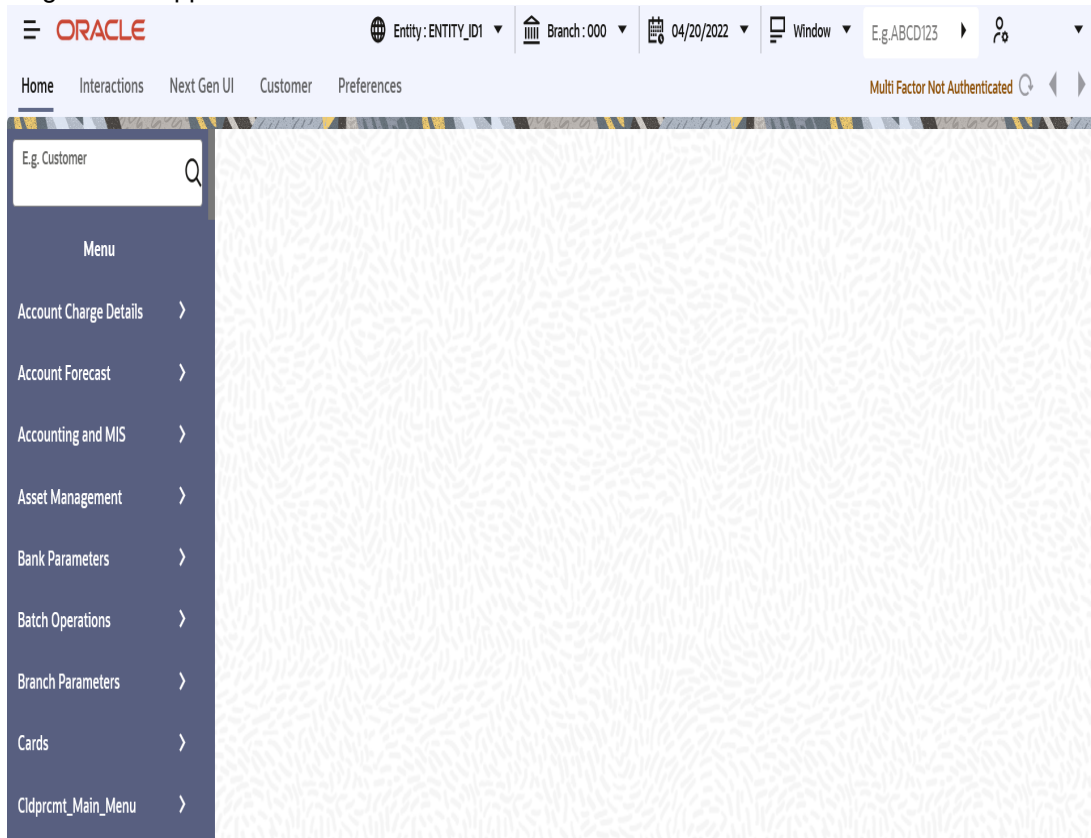 ORACLE
Entity : ENTITY_ID1
Branch : 000
04/20/2022
Window
E.g.ABCD123
Home
Interactions
Next Gen UI
Customer
Preferences
Multi Factor Not Authenticated
E.g. Customer
Menu
Account Charge Details
Account Forecast
Accounting and MIS
Asset Management
Bank Parameters
Batch Operations
Branch Parameters
Cards
Cldprcmt_Main_Menu